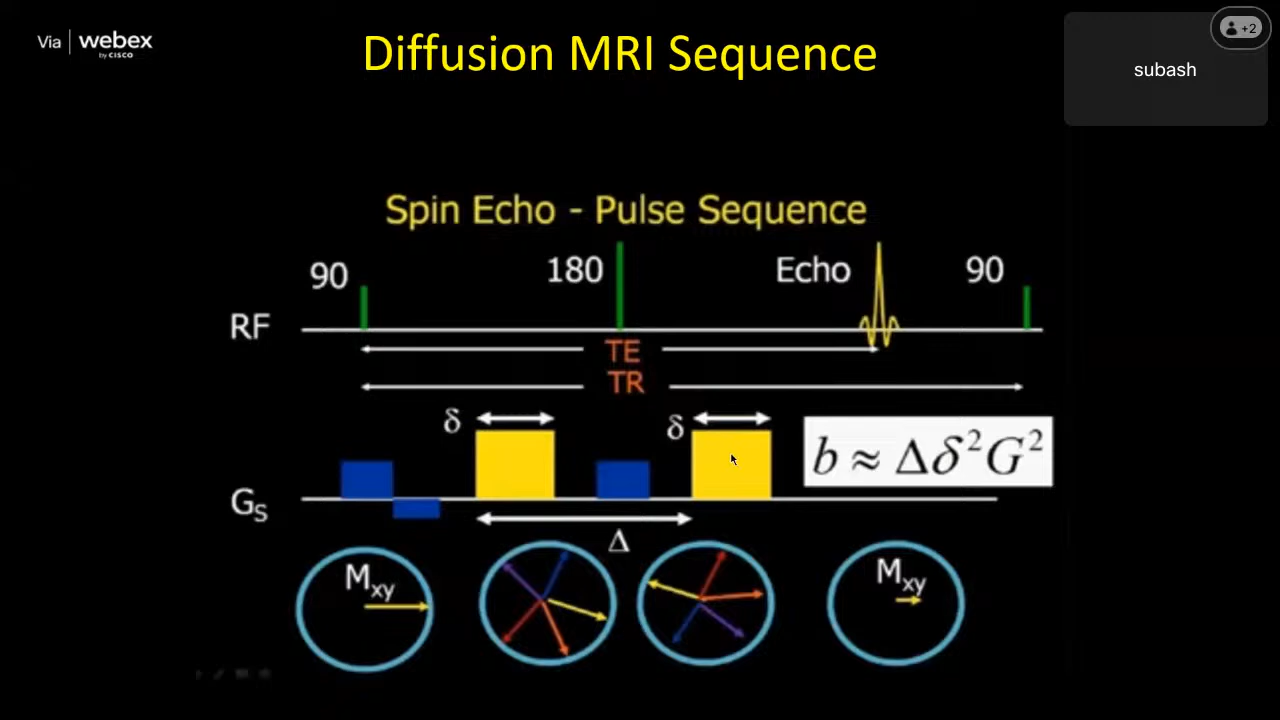 Via webex
by CISCO
Diffusion MRI Sequence
+2
subash
Spin Echo - Pulse Sequence
90 180 Echo 90
RF
TE
TR
δ δ
b ≈ Δδ²G²
G_S
Δ
M_xy M_xy